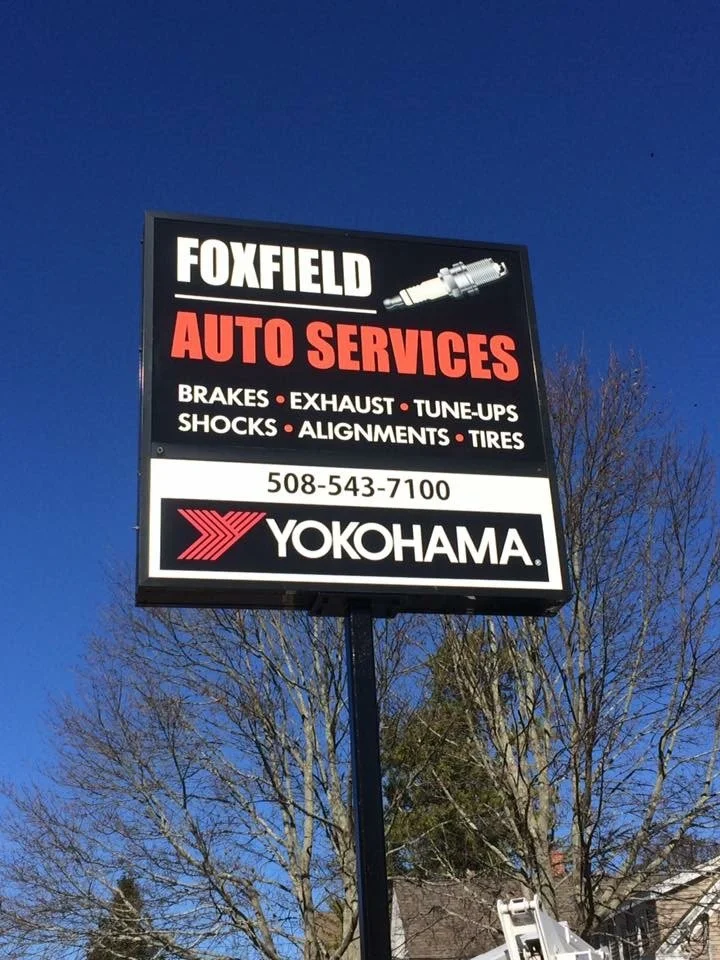 FOXFIELD
AUTO SERVICES
BRAKES • EXHAUST • TUNE-UPS
SHOCKS • ALIGNMENTS • TIRES
508-543-7100
YOKOHAMA®